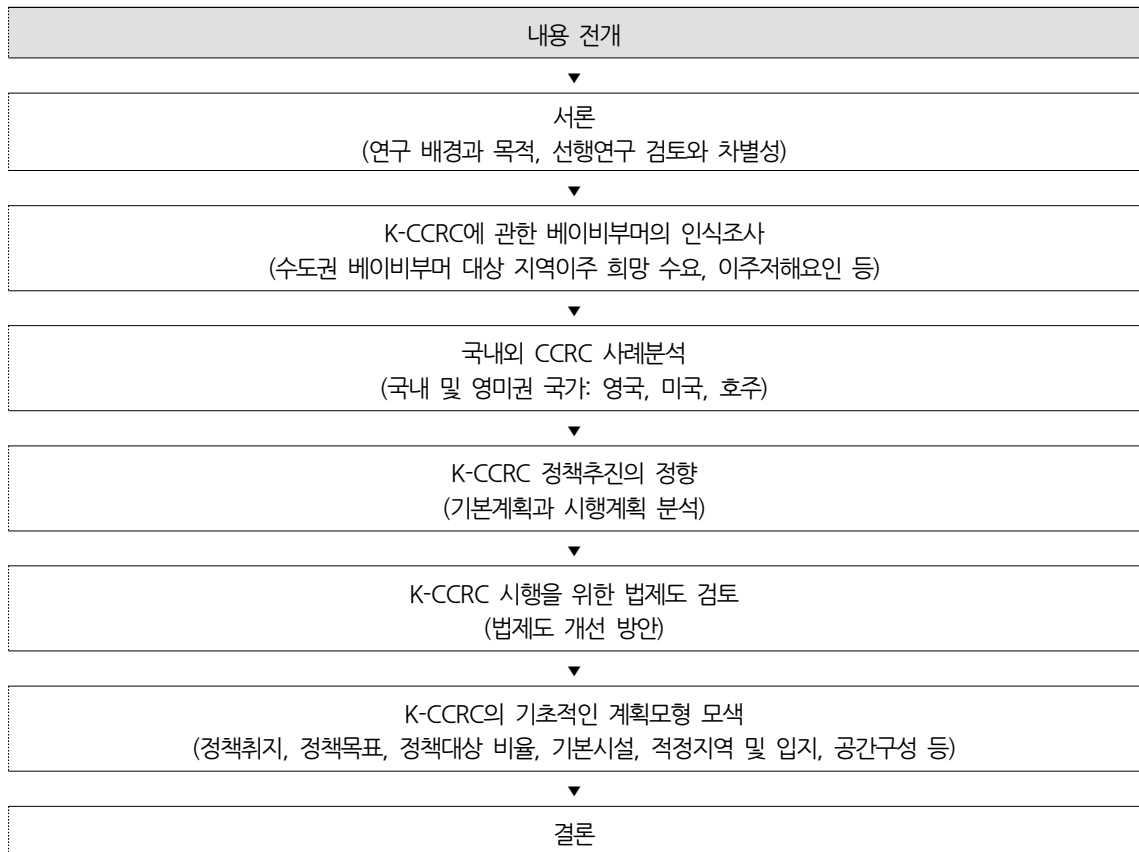 내용 전개
▼
서론
(연구 배경과 목적, 선행연구 검토와 차별성)
▼
K-CCRC에 관한 베이비부머의 인식조사
(수도권 베이비부머 대상 지역이주 희망 수요, 이주저해요인 등)
▼
국내외 CCRC 사례분석
(국내 및 영미권 국가: 영국, 미국, 호주)
▼
K-CCRC 정책추진의 정향
(기본계획과 시행계획 분석)
▼
K-CCRC 시행을 위한 법제도 검토
(법제도 개선 방안)
▼
K-CCRC의 기초적인 계획모형 모색
(정책취지, 정책목표, 정책대상 비율, 기본시설, 적정지역 및 입지, 공간구성 등)
▼
결론